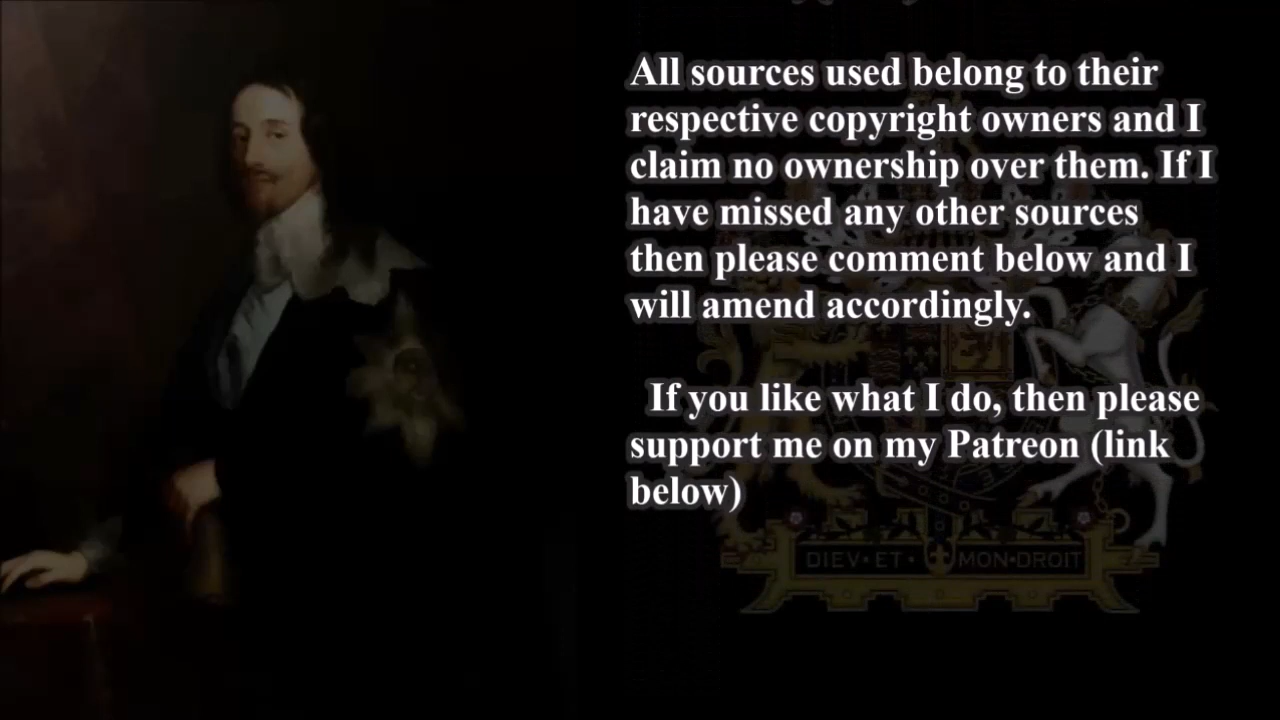 All sources used belong to their
respective copyright owners and I
claim no ownership over them. If I
have missed any other sources
then please comment below and I
will amend accordingly.
If you like what I do, then please
support me on my Patreon (link
below)
DIEV·ET· MON·DROIT